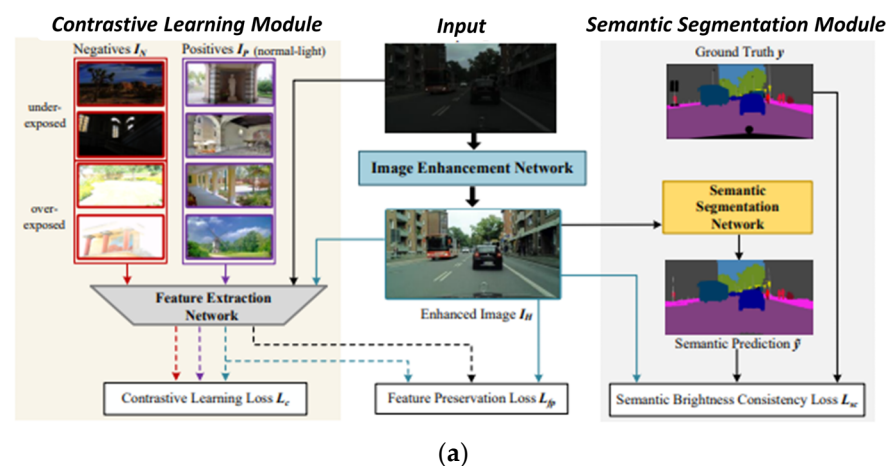 Contrastive Learning Module
Input
Semantic Segmentation Module
Negatives I_N
Positives I_P (normal-light)
under-
exposed
over-
exposed
Feature Extraction
Network
Contrastive Learning Loss L_c
Image Enhancement Network
Enhanced Image I_H
Feature Preservation Loss L_fp
Ground Truth y
Semantic
Segmentation
Network
Semantic Prediction ŷ
Semantic Brightness Consistency Loss L_sc
(a)